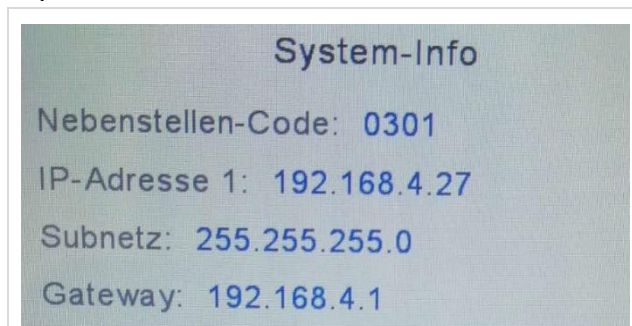 System-Info
Nebenstellen-Code: 0301
IP-Adresse 1: 192.168.4.27
Subnetz: 255.255.255.0
Gateway: 192.168.4.1